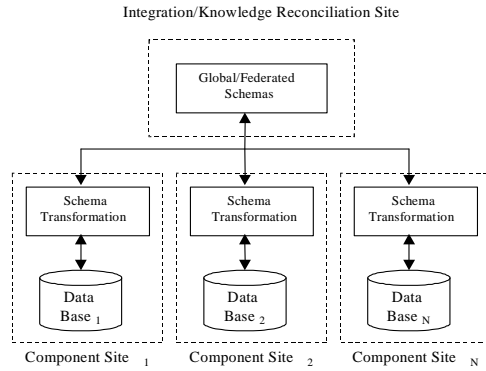 Integration/Knowledge Reconciliation Site
Global/Federated
Schemas
Schema
Transformation
Schema
Transformation
Schema
Transformation
Data
Base 1
Data
Base 2
Data
Base N
Component Site 1
Component Site 2
Component Site N